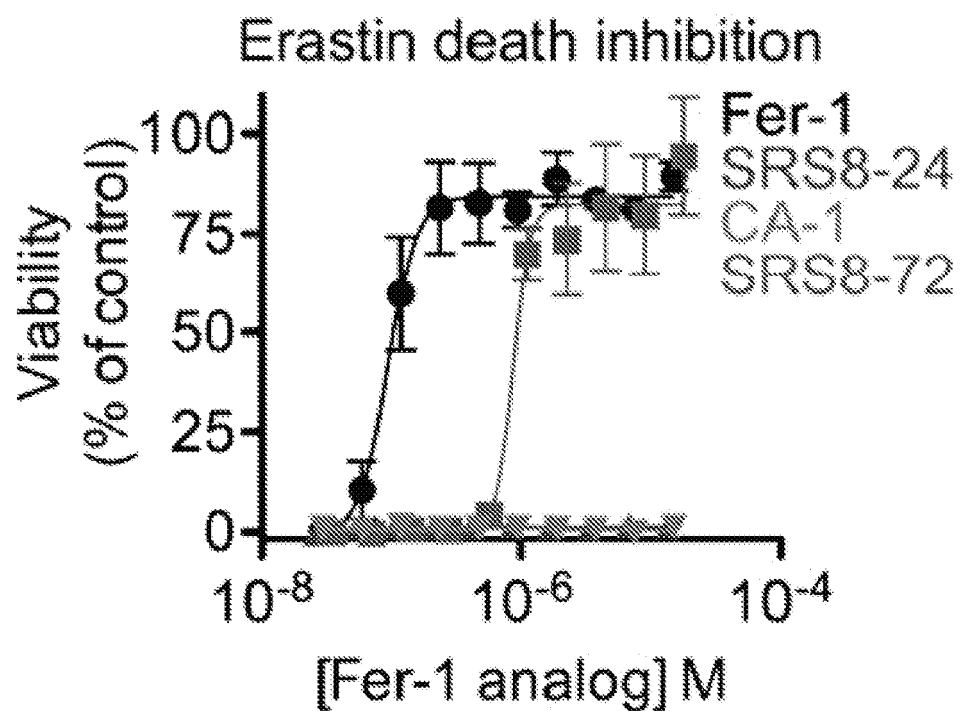 Erastin death inhibition
Viability
(% of control)
100
75
50
25
0
10-8
10-6
10-4
[Fer-1 analog] M
Fer-1
SRS8-24
CA-1
SRS8-72